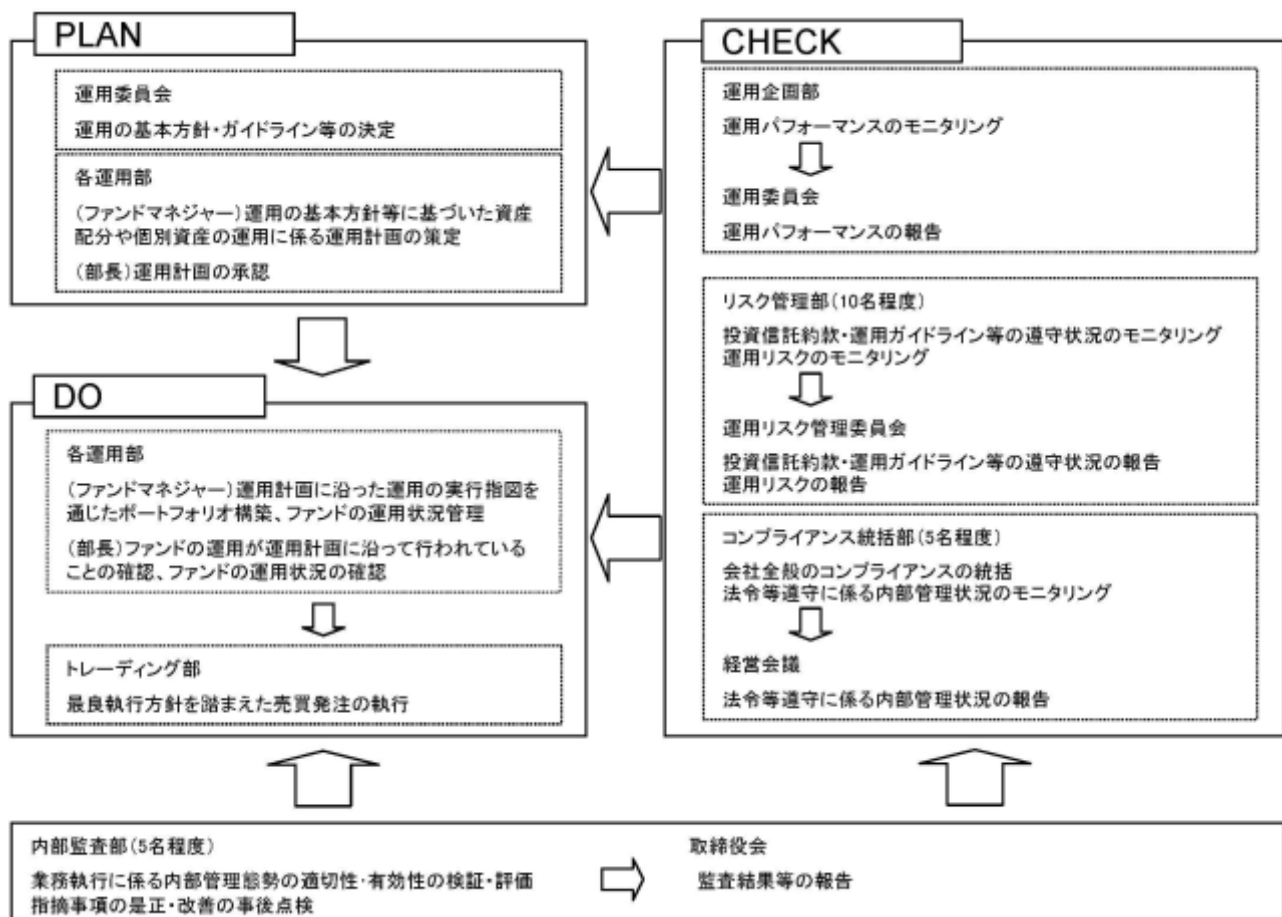 PLAN
運用委員会
運用の基本方針・ガイドライン等の決定
各運用部
(ファンドマネジャー)運用の基本方針等に基づいた資産
配分や個別資産の運用に係る運用計画の策定
(部長)運用計画の承認
DO
各運用部
(ファンドマネジャー)運用計画に沿った運用の実行指図を
通じたポートフォリオ構築、ファンドの運用状況管理
(部長)ファンドの運用が運用計画に沿って行われている
ことの確認、ファンドの運用状況の確認
トレーディング部
最良執行方針を踏まえた売買発注の執行
CHECK
運用企画部
運用パフォーマンスのモニタリング
運用委員会
運用パフォーマンスの報告
リスク管理部(10名程度)
投資信託約款・運用ガイドライン等の遵守状況のモニタリング
運用リスクのモニタリング
運用リスク管理委員会
投資信託約款・運用ガイドライン等の遵守状況の報告
運用リスクの報告
コンプライアンス統括部(5名程度)
会社全般のコンプライアンスの統括
法令等遵守に係る内部管理状況のモニタリング
経営会議
法令等遵守に係る内部管理状況の報告
内部監査部(5名程度)
業務執行に係る内部管理態勢の適切性・有効性の検証・評価
指摘事項の是正・改善の事後点検
取締役会
監査結果等の報告